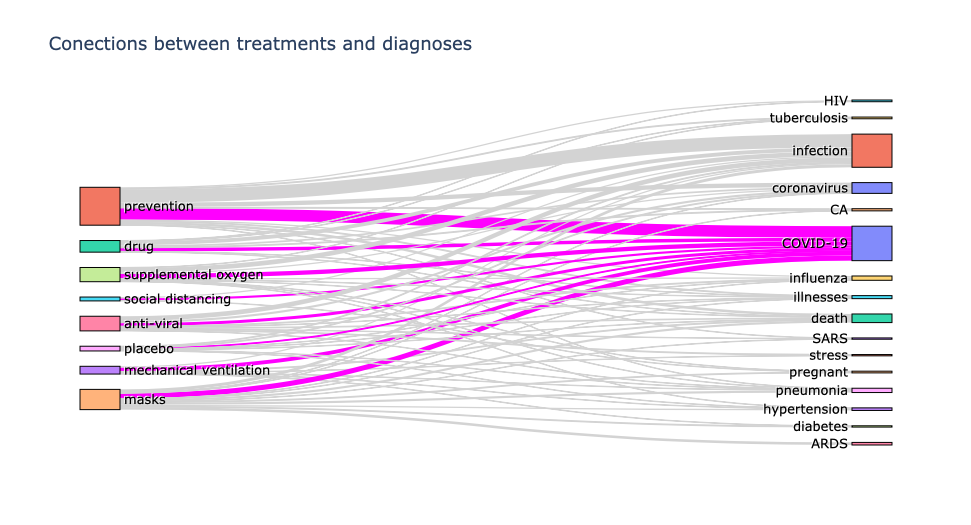 Conections between treatments and diagnoses
prevention
drug
supplemental oxygen
social distancing
anti-viral
placebo
mechanical ventilation
masks
HIV
tuberculosis
infection
coronavirus
CA
COVID-19
influenza
illnesses
death
SARS
stress
pregnant
pneumonia
hypertension
diabetes
ARDS